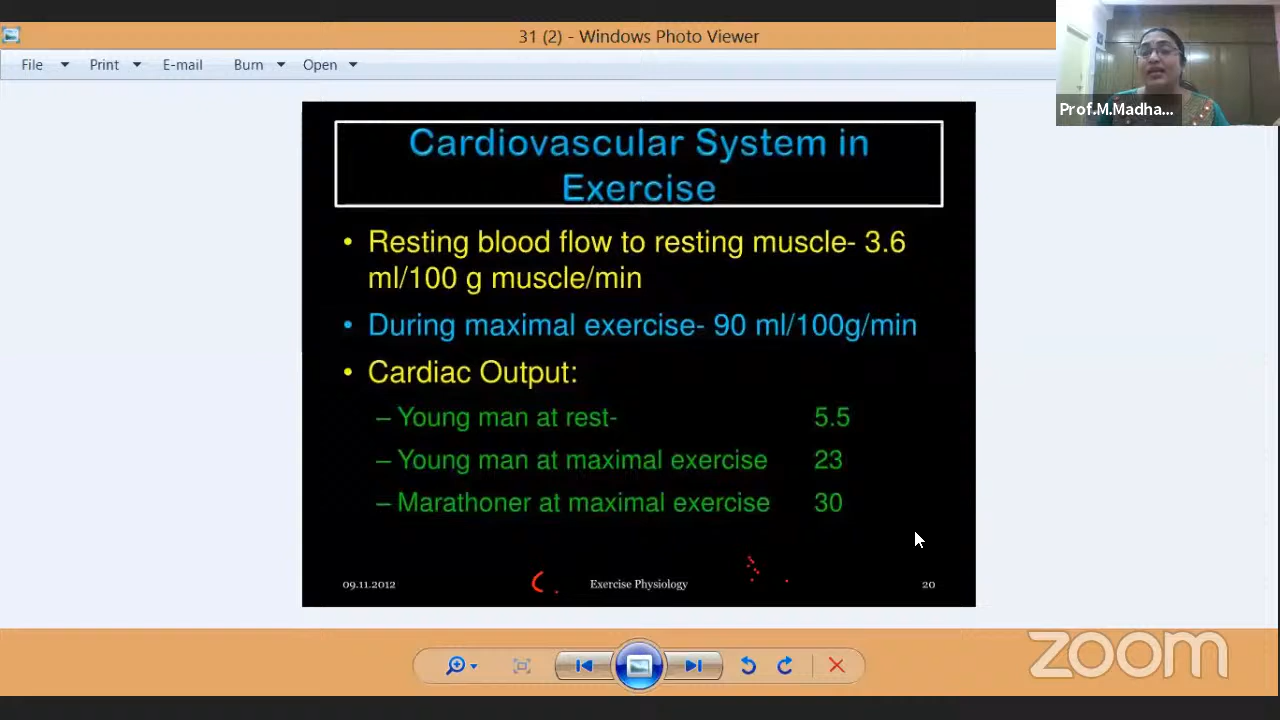 31 (2) - Windows Photo Viewer
File Print E-mail Burn Open
Prof.M.Madha...
Cardiovascular System in
Exercise
• Resting blood flow to resting muscle- 3.6
ml/100 g muscle/min
• During maximal exercise- 90 ml/100g/min
• Cardiac Output:
– Young man at rest- 5.5
– Young man at maximal exercise 23
– Marathoner at maximal exercise 30
09.11.2012 Exercise Physiology 20
zoom